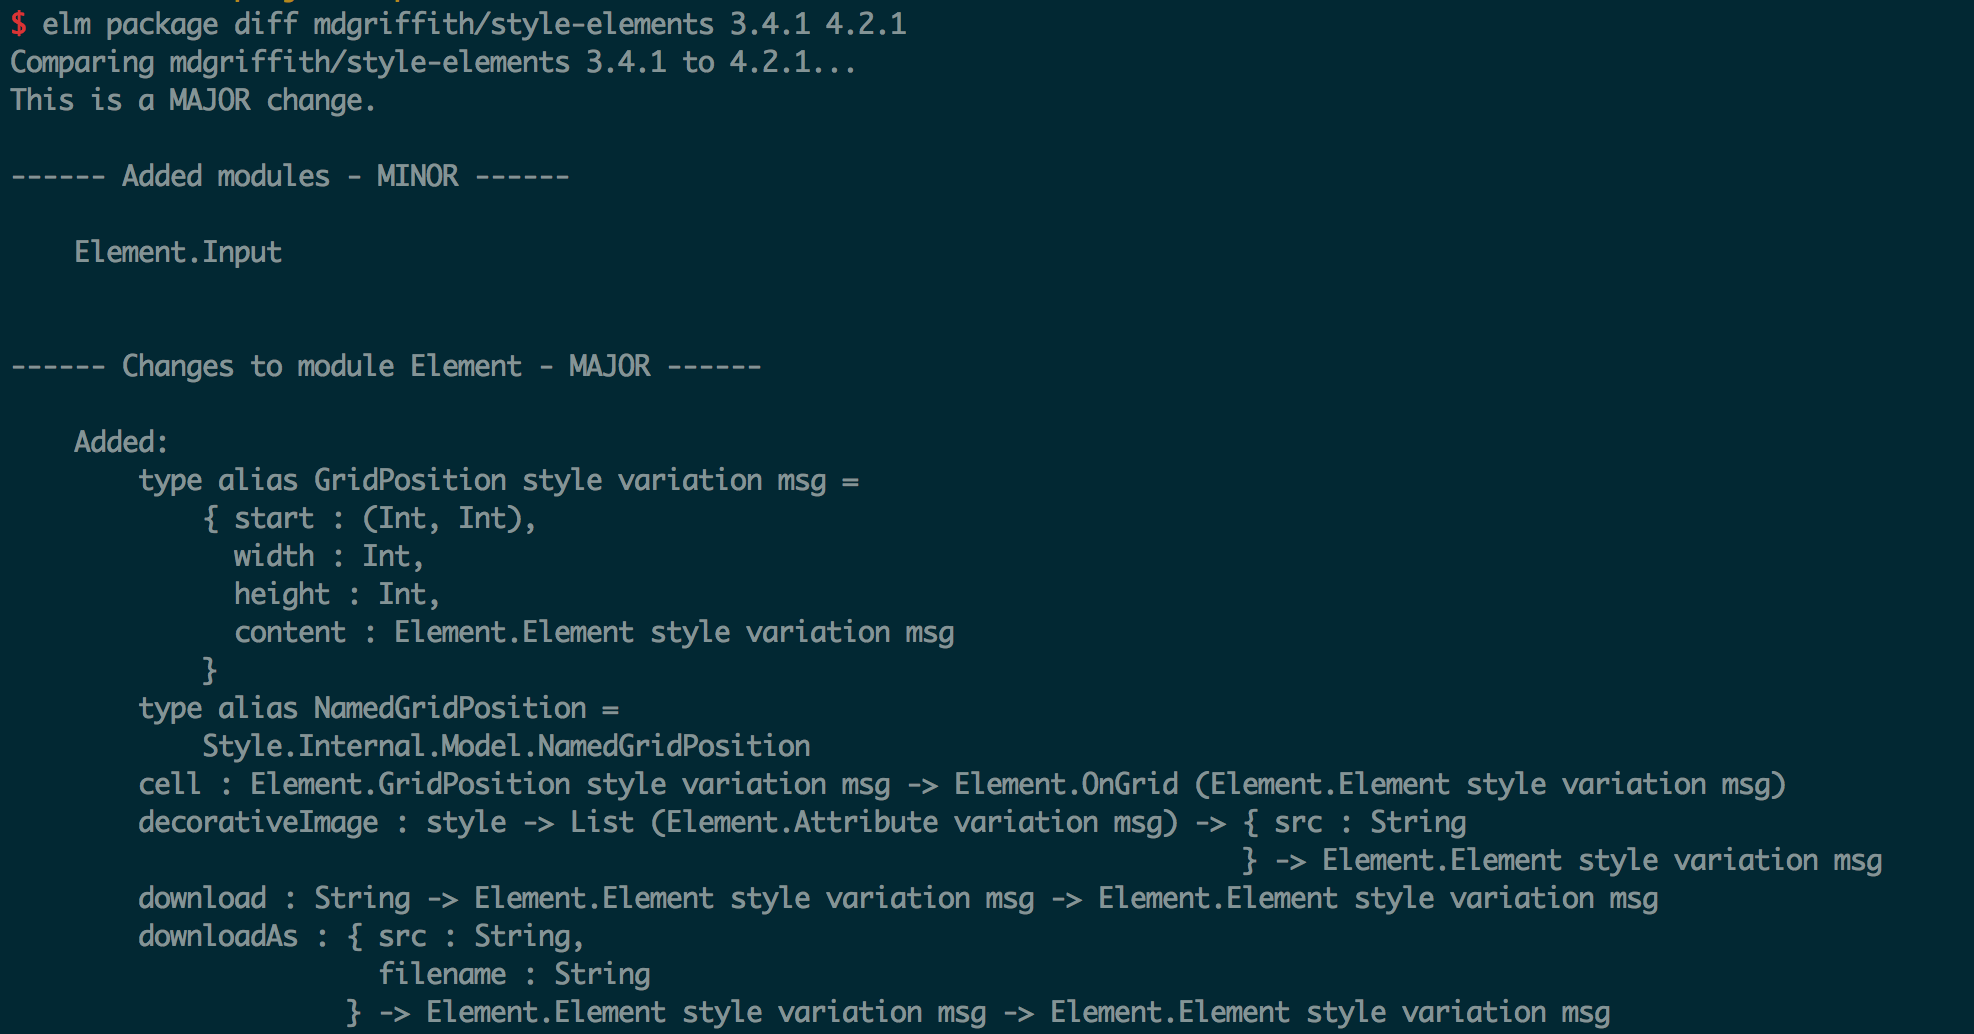 $ elm package diff mdgriffith/style-elements 3.4.1 4.2.1
Comparing mdgriffith/style-elements 3.4.1 to 4.2.1...
This is a MAJOR change.
------ Added modules - MINOR ------
Element.Input
------ Changes to module Element - MAJOR ------
Added:
type alias GridPosition style variation msg =
{ start : (Int, Int),
width : Int,
height : Int,
content : Element.Element style variation msg
}
type alias NamedGridPosition =
Style.Internal.Model.NamedGridPosition
cell : Element.GridPosition style variation msg -> Element.OnGrid (Element.Element style variation msg)
decorativeImage : style -> List (Element.Attribute variation msg) -> { src : String
} -> Element.Element style variation msg
download : String -> Element.Element style variation msg -> Element.Element style variation msg
downloadAs : { src : String,
filename : String
} -> Element.Element style variation msg -> Element.Element style variation msg